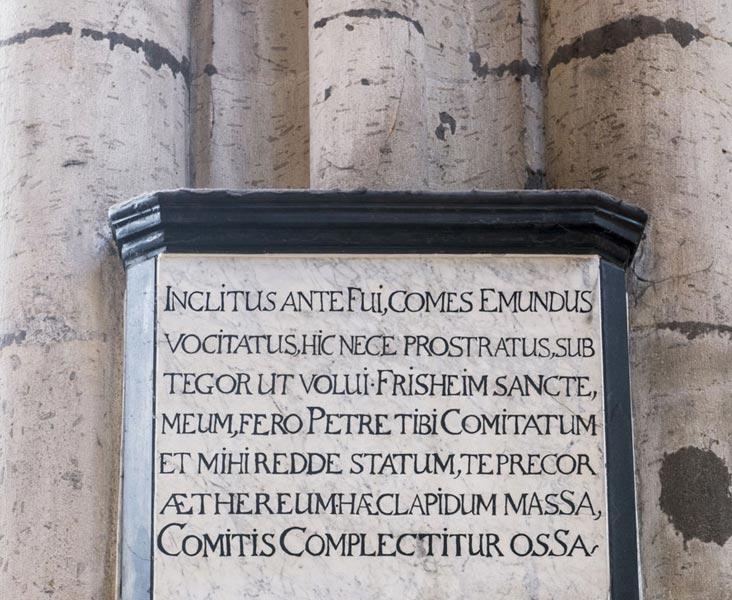 INCLITUS ANTE FUI, COMES EMUNDUS
VOCITATUS, HIC NECE PROSTRATUS, SUB
TEGOR UT VOLUI· FRISHEIM SANCTE,
MEUM, FERO PETRE TIBI COMITATUM
ET MIHI REDDE STATUM, TE PRECOR
ÆTHEREUM HÆC LAPIDUM MASSA,
COMITIS COMPLECTITUR OSSA~